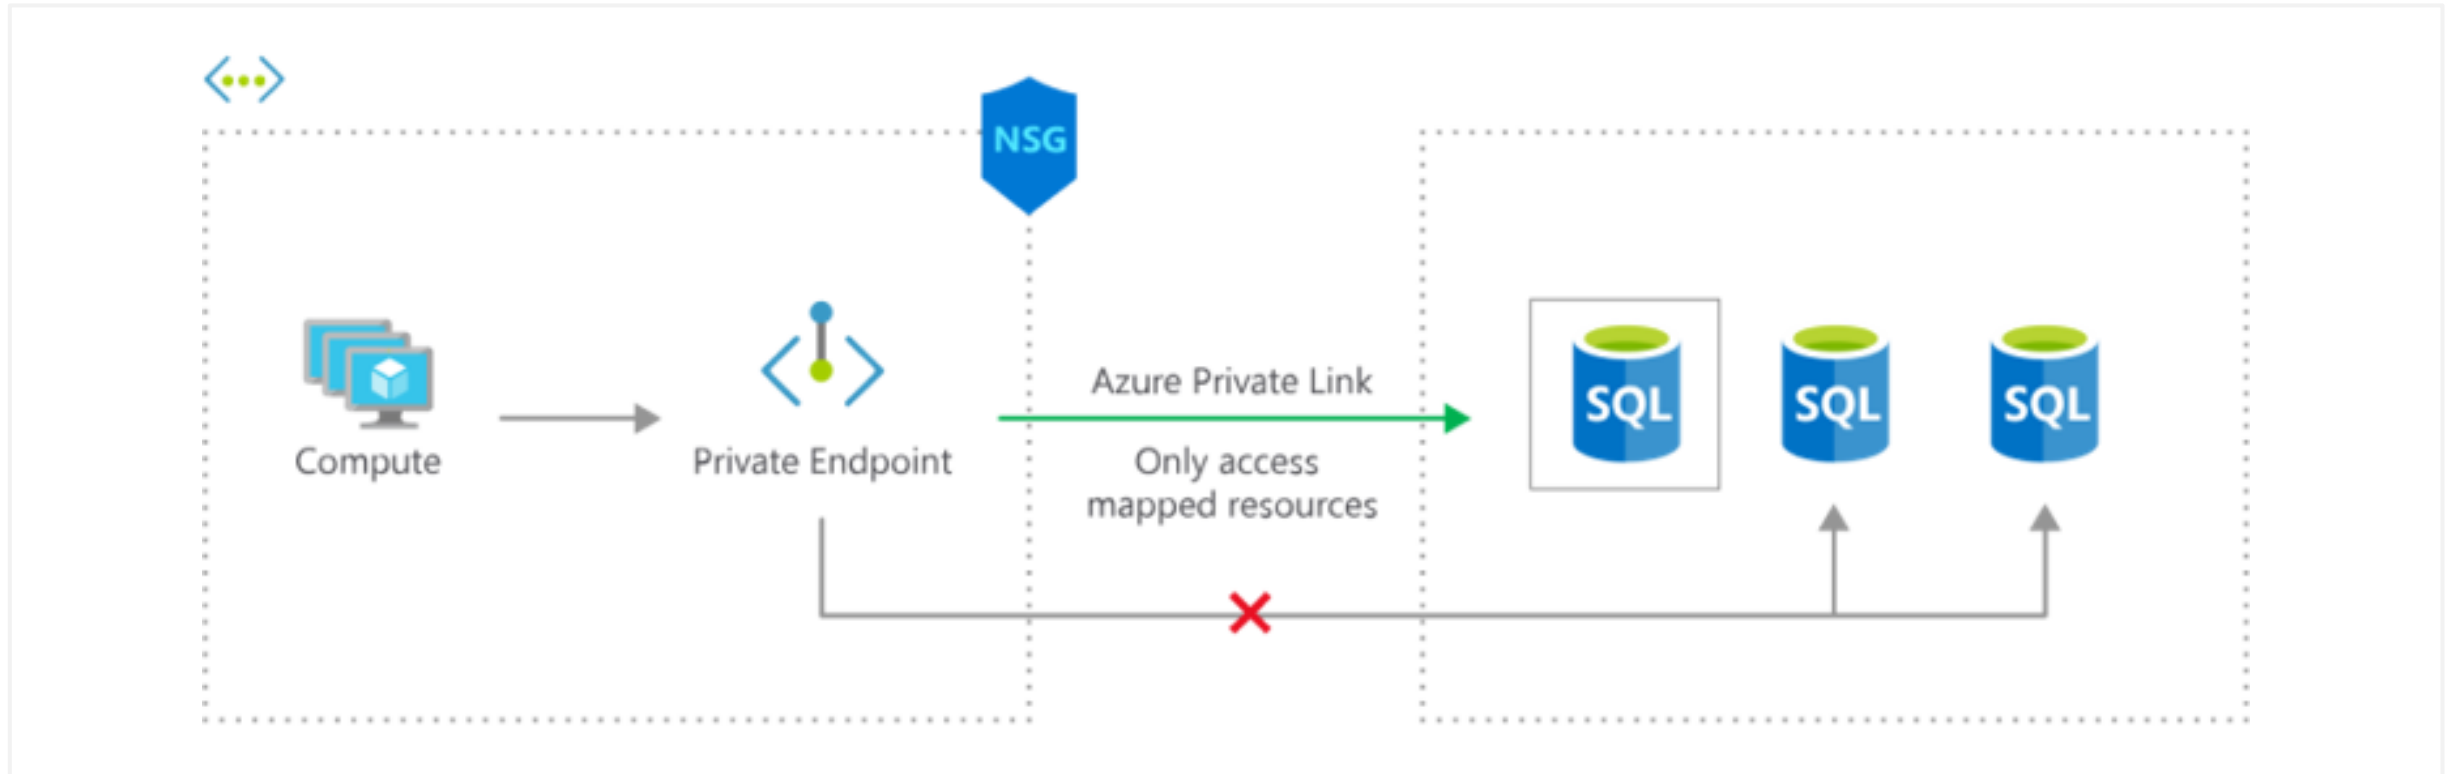 NSG
Compute
Private Endpoint
Azure Private Link
Only access
mapped resources
SQL
SQL
SQL